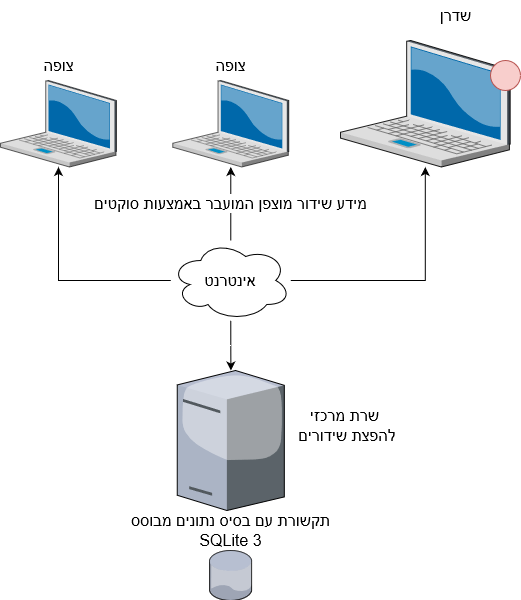 שדרן
צופה
צופה
מידע שידור מוצפן המועבר באמצעות סוקטים
אינטרנט
שרת מרכזי
להפצת שידורים
תקשורת עם בסיס נתונים מבוסס
SQLite 3